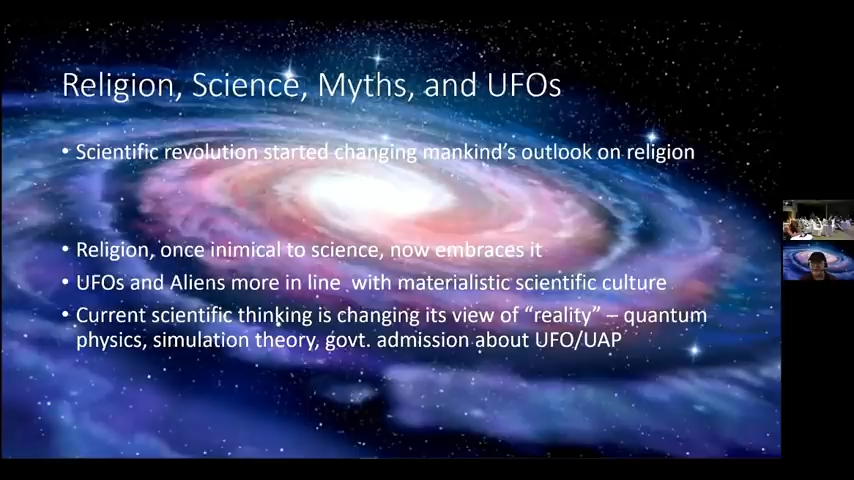 Religion, Science, Myths, and UFOs
• Scientific revolution started changing mankind's outlook on religion
• Religion, once inimical to science, now embraces it
• UFOs and Aliens more in line  with materialistic scientific culture
• Current scientific thinking is changing its view of “reality” – quantum
physics, simulation theory, govt. admission about UFO/UAP